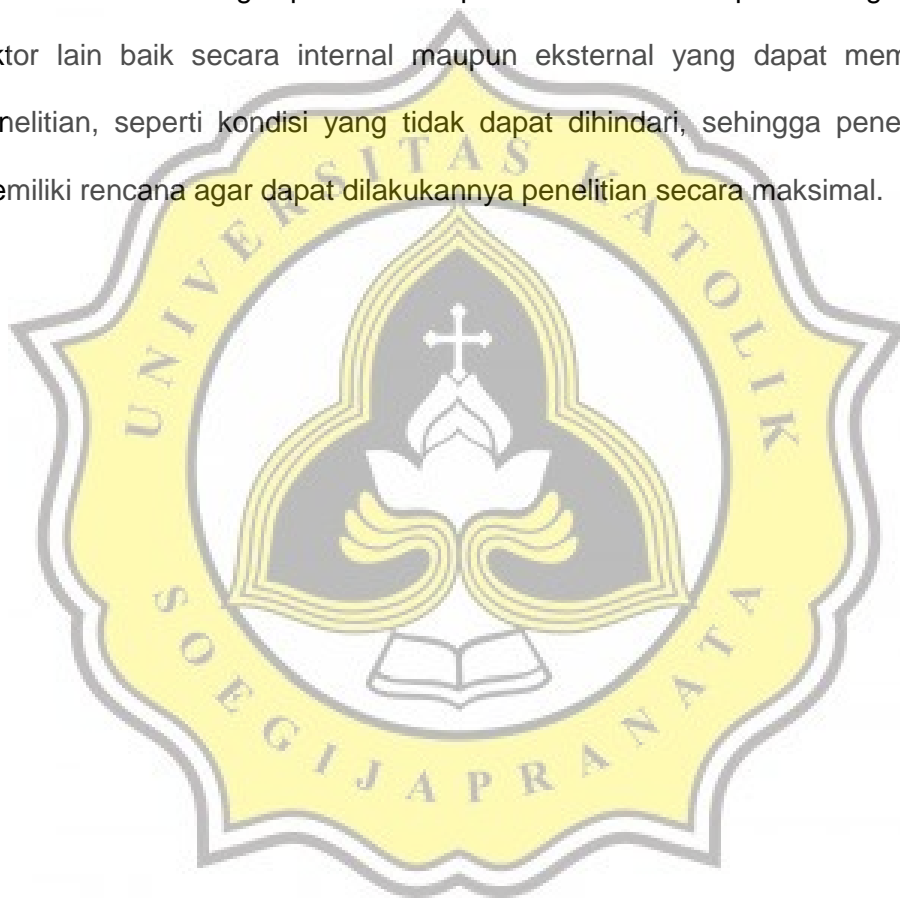 ktor lain baik secara internal maupun eksternal yang dapat mem
nelitian, seperti kondisi yang tidak dapat dihindari, sehingga pene
emiliki rencana agar dapat dilakukannya penelitian secara maksimal.
UNIVERSITAS KATOLIK
SOEGIJAPRANATA